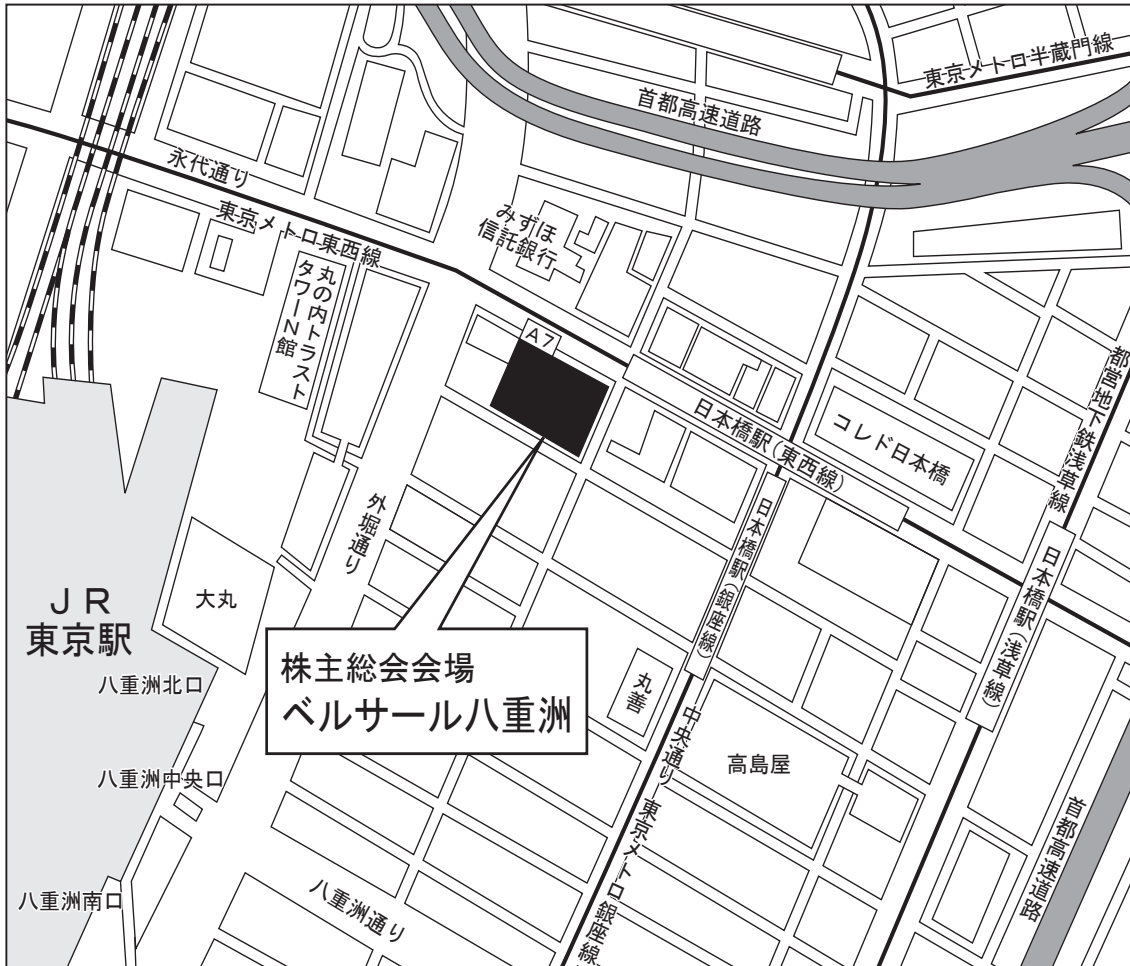 東京メトロ半蔵門線
首都高速道路
永代通り
東京メトロ東西線
みずほ
信託銀行
丸の内トラスト
タワーN館
A7
日本橋駅(東西線)
コレド日本橋
都営地下鉄浅草線
外堀通り
日本橋駅(銀座線)
日本橋駅(浅草線)
JR
東京駅
大丸
八重洲北口
株主総会会場
ベルサール八重洲
丸善
中央通り
高島屋
八重洲中央口
東京メトロ銀座線
首都高速道路
八重洲南口
八重洲通り